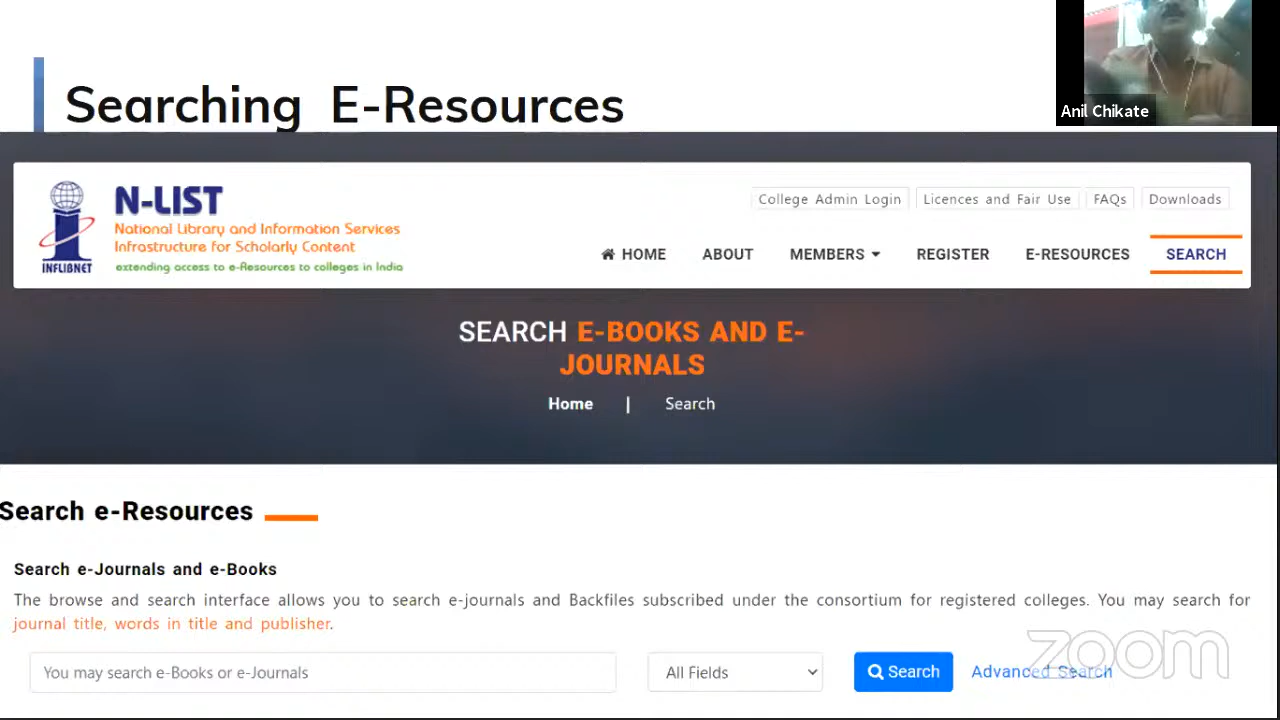 Searching E-Resources
Anil Chikate
N-LIST
National Library and Information Services
Infrastructure for Scholarly Content
extending access to e-Resources to colleges in India
INFLIBNET
College Admin Login
Licences and Fair Use
FAQs
Downloads
HOME
ABOUT
MEMBERS
REGISTER
E-RESOURCES
SEARCH
SEARCH E-BOOKS AND E-
JOURNALS
Home | Search
Search e-Resources
Search e-Journals and e-Books
The browse and search interface allows you to search e-journals and Backfiles subscribed under the consortium for registered colleges. You may search for
journal title, words in title and publisher.
You may search e-Books or e-Journals
All Fields
Search
Advanced Search
zoom